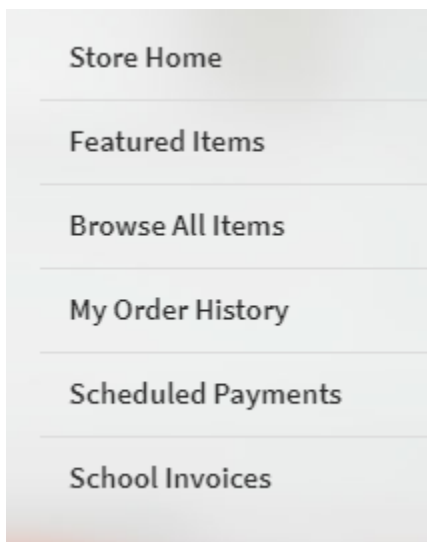 Store Home
Featured Items
Browse All Items
My Order History
Scheduled Payments
School Invoices